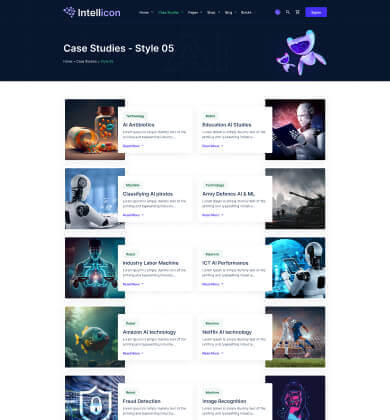 Intellicon
Home Case Studies Pages Shop Blog Bricks
Case Studies - Style 05
Home Case Studies Style 05
Technology
AI Antibiotics
Lorem Ipsum is simply dummy text of the
printing and typesetting industry...
Read More
Robot
Education AI Studies
Lorem Ipsum is simply dummy text of the
printing and typesetting industry...
Read More
Machine
Classifying AI photos
Lorem Ipsum is simply dummy text of the
printing and typesetting industry...
Read More
Technology
Army Defence AI & ML
Lorem Ipsum is simply dummy text of the
printing and typesetting industry...
Read More
Robot
Industry Labor Machine
Lorem Ipsum is simply dummy text of the
printing and typesetting industry...
Read More
Machine
ICT AI Performance
Lorem Ipsum is simply dummy text of the
printing and typesetting industry...
Read More
Robot
Amazon AI technology
Lorem Ipsum is simply dummy text of the
printing and typesetting industry...
Read More
Machine
Netflix AI technology
Lorem Ipsum is simply dummy text of the
printing and typesetting industry...
Read More
Robot
Fraud Detection
Lorem Ipsum is simply dummy text of the
printing and typesetting industry...
Machine
Image Recognition
Lorem Ipsum is simply dummy text of the
printing and typesetting industry...